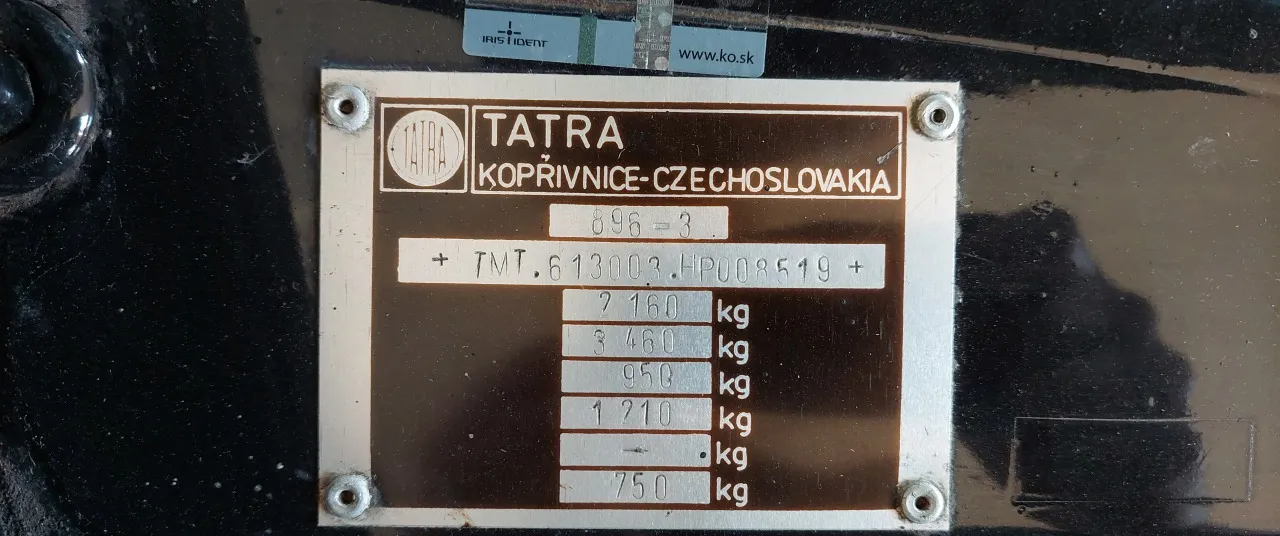 IRIS IDENT
www.ko.sk
TATRA
TATRA
KOPŘIVNICE-CZECHOSLOVAKIA
896-3
+ TMT.613003.HP008519 +
2 160 kg
3 460 kg
950 kg
1 210 kg
- kg
750 kg